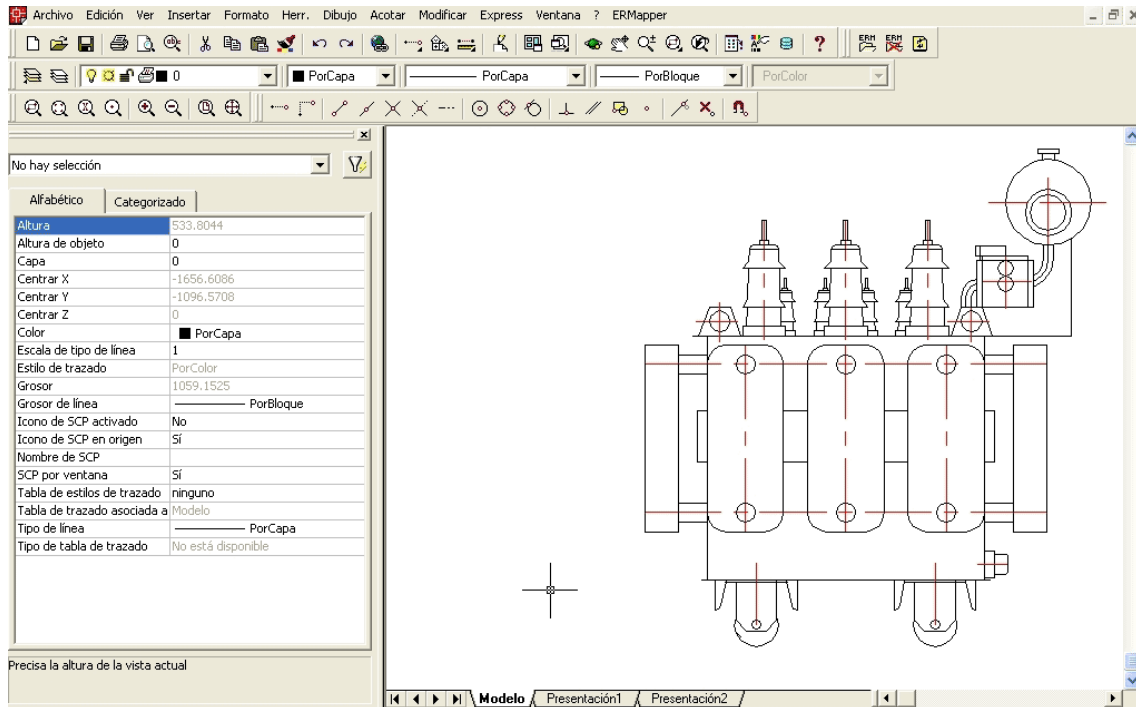 Archivo Edición Ver Insertar Formato Herr. Dibujo Acotar Modificar Express Ventana ? ERMapper
ERM ERM
0 PorCapa PorCapa PorBloque PorColor
No hay selección
Alfabético Categorizado
Altura 533.8044
Altura de objeto 0
Capa 0
Centrar X -1656.6086
Centrar Y -1096.5708
Centrar Z 0
Color PorCapa
Escala de tipo de línea 1
Estilo de trazado PorColor
Grosor 1059.1525
Grosor de línea PorBloque
Icono de SCP activado No
Icono de SCP en origen Sí
Nombre de SCP
SCP por ventana Sí
Tabla de estilos de trazado ninguno
Tabla de trazado asociada a Modelo
Tipo de línea PorCapa
Tipo de tabla de trazado No está disponible
Precisa la altura de la vista actual
Modelo Presentación1 Presentación2